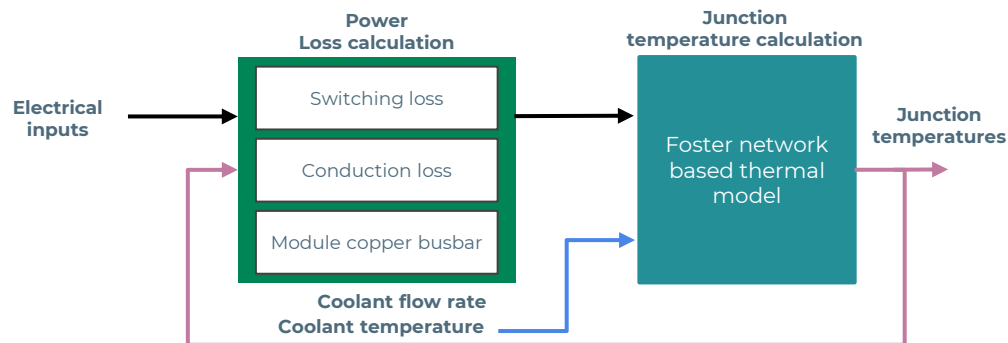 Power
Loss calculation
Junction
temperature calculation
Electrical
inputs
Switching loss
Conduction loss
Module copper busbar
Foster network
based thermal
model
Junction
temperatures
Coolant flow rate
Coolant temperature